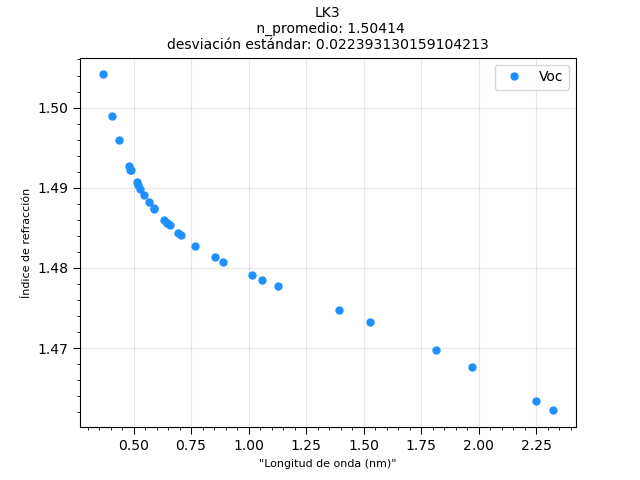 LK3
n_promedio: 1.50414
desviación estándar: 0.022393130159104213
Voc
1.50
1.49
1.48
1.47
Índice de refracción
0.50 0.75 1.00 1.25 1.50 1.75 2.00 2.25
"Longitud de onda (nm)"